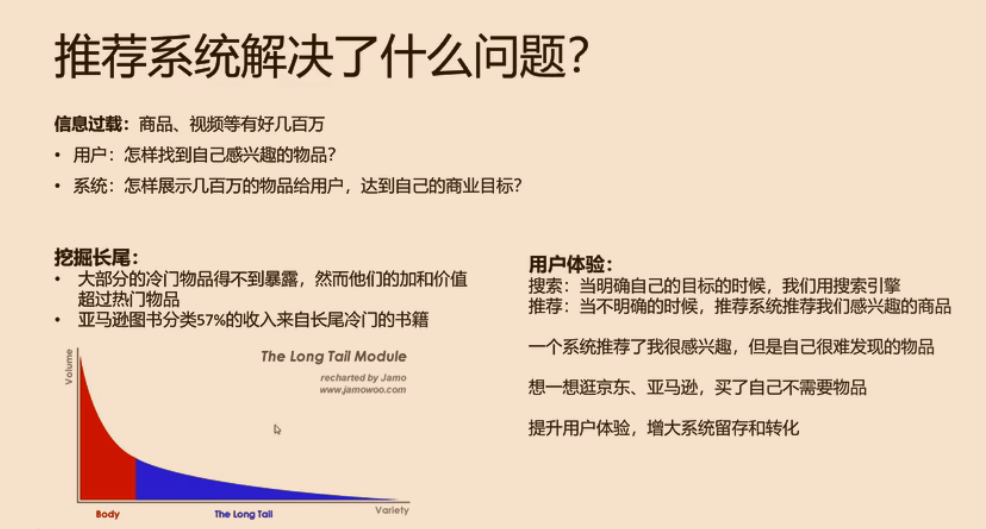 推荐系统解决了什么问题?
信息过载：商品、视频等有好几百万
• 用户：怎样找到自己感兴趣的物品?
• 系统：怎样展示几百万的物品给用户，达到自己的商业目标?
挖掘长尾：
• 大部分的冷门物品得不到暴露，然而他们的加和价值
超过热门物品
• 亚马逊图书分类57%的收入来自长尾冷门的书籍
Volume
The Long Tail Module
recharted by Jamo
www.jamowoo.com
Body
The Long Tail
Variety
用户体验：
搜索：当明确自己的目标的时候，我们用搜索引擎
推荐：当不明确的时候，推荐系统推荐我们感兴趣的商品
一个系统推荐了我很感兴趣，但是自己很难发现的物品
想一想逛京东、亚马逊，买了自己不需要物品
提升用户体验，增大系统留存和转化